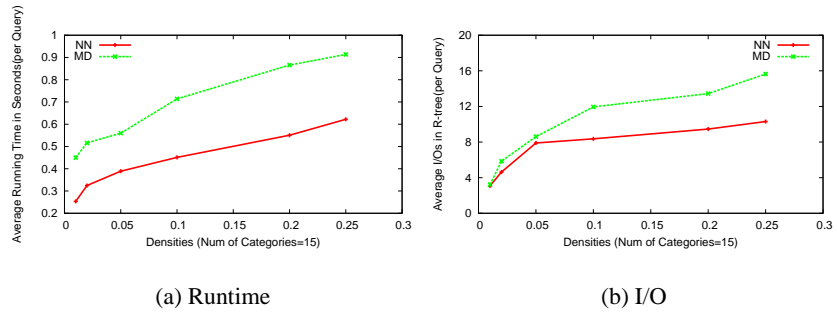 Average Running Time in Seconds(per Query)
1
0.9
0.8
0.7
0.6
0.5
0.4
0.3
0.2
NN
MD
0 0.05 0.1 0.15 0.2 0.25 0.3
Densities (Num of Categories=15)
(a) Runtime
Average I/Os in R-tree(per Query)
20
16
12
8
4
0
NN
MD
0 0.05 0.1 0.15 0.2 0.25 0.3
Densities (Num of Categories=15)
(b) I/O